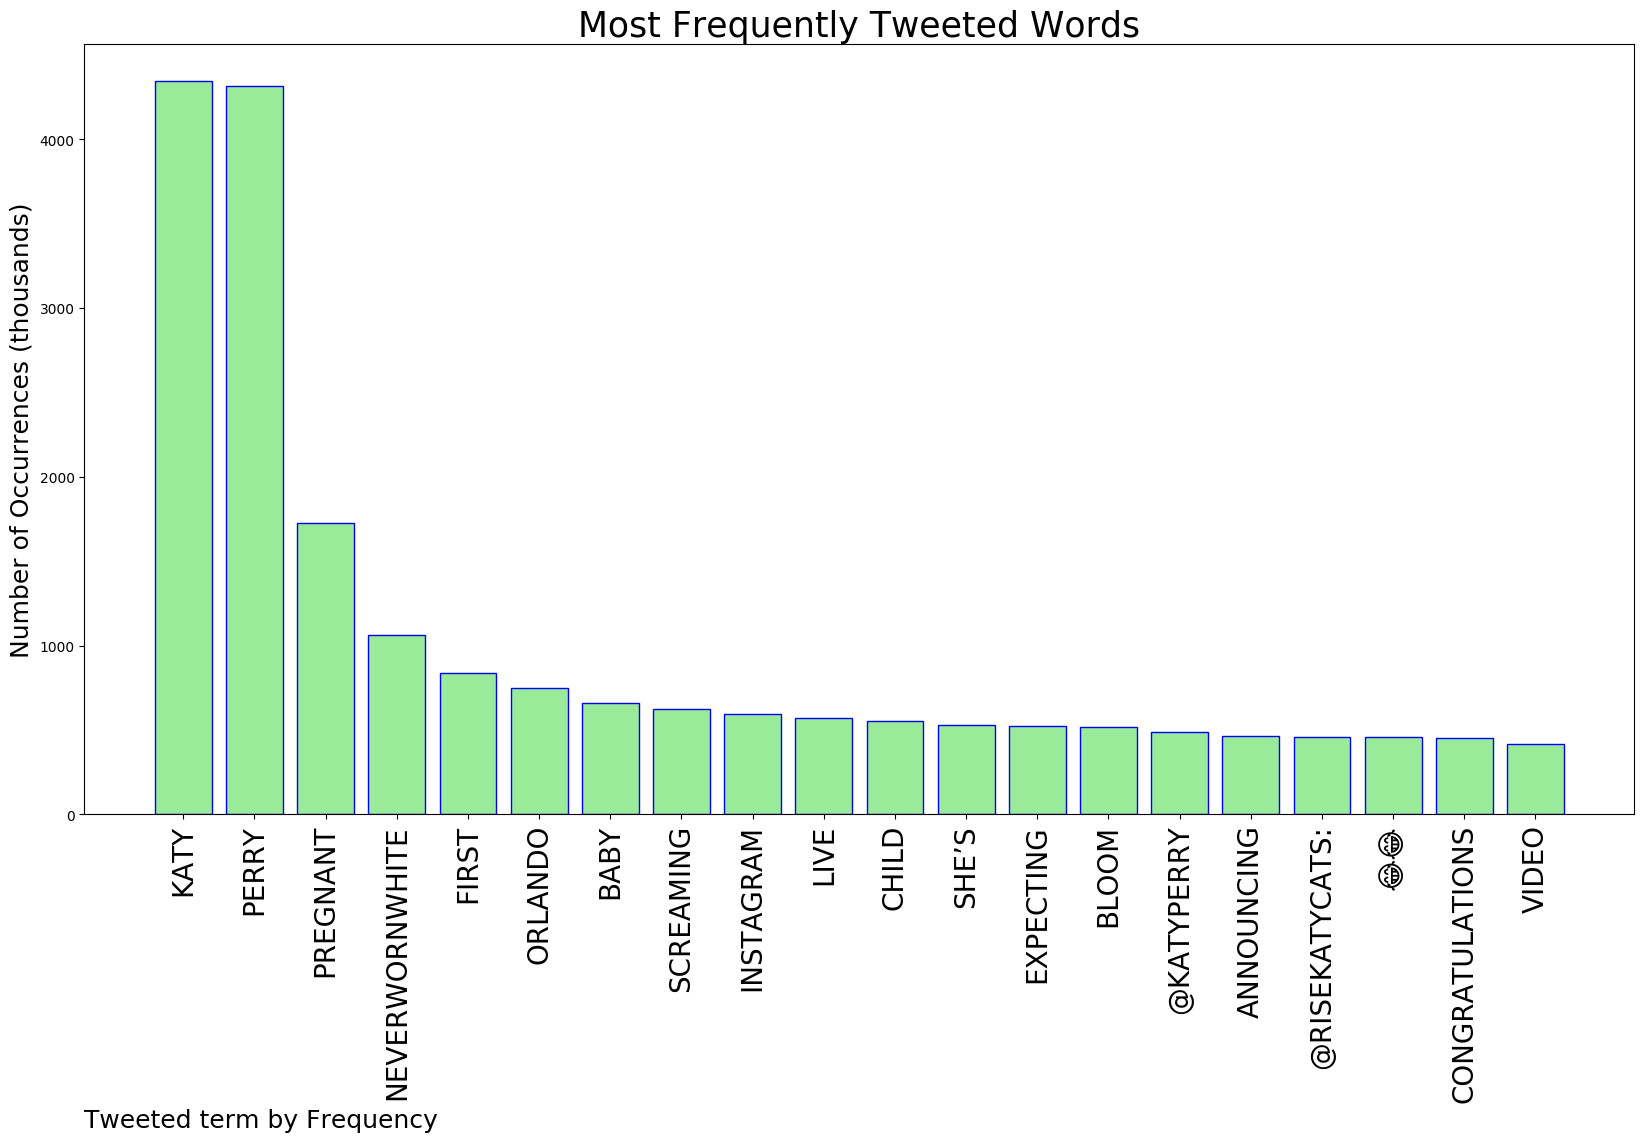 Most Frequently Tweeted Words
Number of Occurrences (thousands)
4000
3000
2000
1000
0
KATY
PERRY
PREGNANT
NEVERWORNWHITE
FIRST
ORLANDO
BABY
SCREAMING
INSTAGRAM
LIVE
CHILD
SHE’S
EXPECTING
BLOOM
@KATYPERRY
ANNOUNCING
@RISEKATYCATS:
😂😂
CONGRATULATIONS
VIDEO
Tweeted term by Frequency